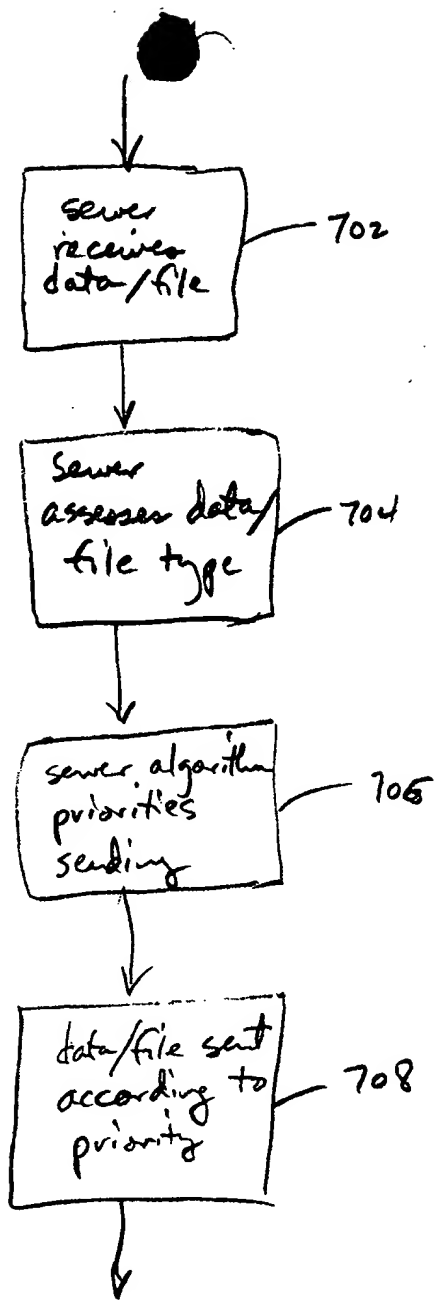 server
receives
data/file
702
server
assesses data/
file type
704
server algorithm
priorities
sending
706
data/file sent
according to
priority
708